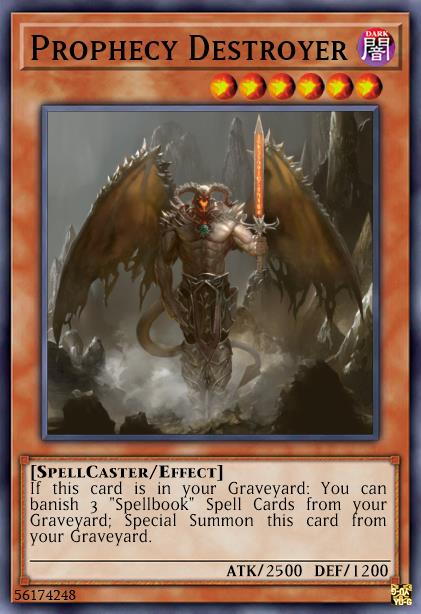 Prophecy Destroyer
DARK
闇
[SpellCaster/Effect]
If this card is in your Graveyard: You can
banish 3 "Spellbook" Spell Cards from your
Graveyard; Special Summon this card from
your Graveyard.
ATK/2500 DEF/1200
56174248